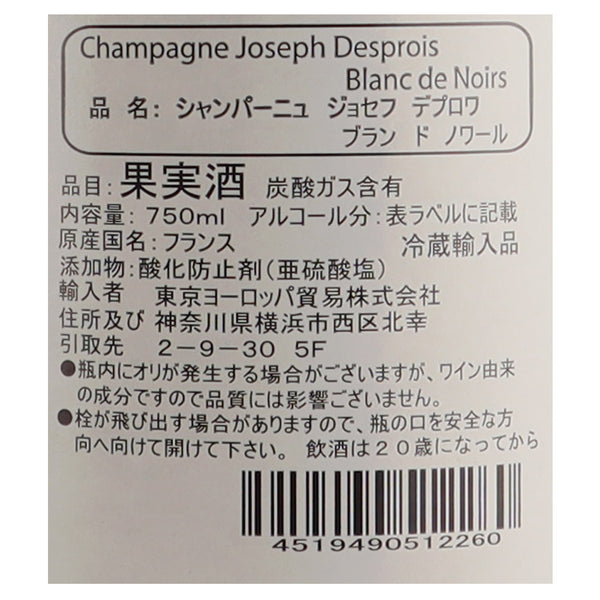 Champagne Joseph Desprois
Blanc de Noirs
品 名: シャンパーニュ ジョセフ デプロワ
ブラン ド ノワール
品目:果実酒 炭酸ガス含有
内容量:750ml アルコール分:表ラベルに記載
原産国名:フランス 冷蔵輸入品
添加物:酸化防止剤(亜硫酸塩)
輸入者 東京ヨーロッパ貿易株式会社
住所及び 神奈川県横浜市西区北幸
引取先 2-9-30 5F
●瓶内にオリが発生する場合がございますが、ワイン由来
の成分ですので品質には影響ございません。
●栓が飛び出す場合がありますので、瓶の口を安全な方
向へ向けて開けて下さい。 飲酒は20歳になってから
4519490512260